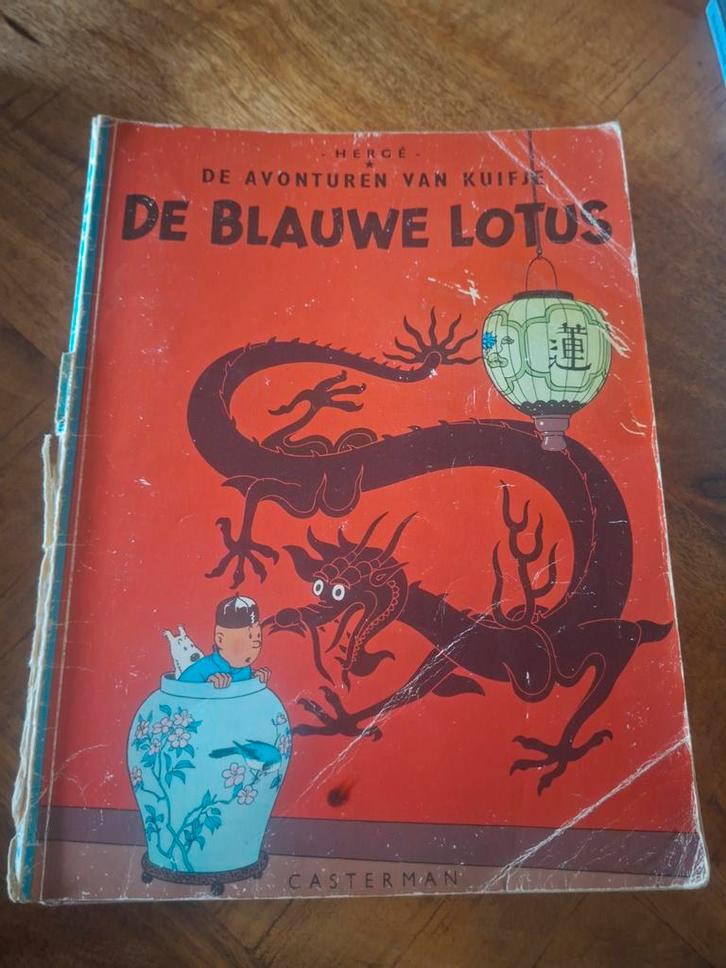 - HERGÉ -
DE AVONTUREN VAN KUIFJE
DE BLAUWE LOTUS
蓮
CASTERMAN